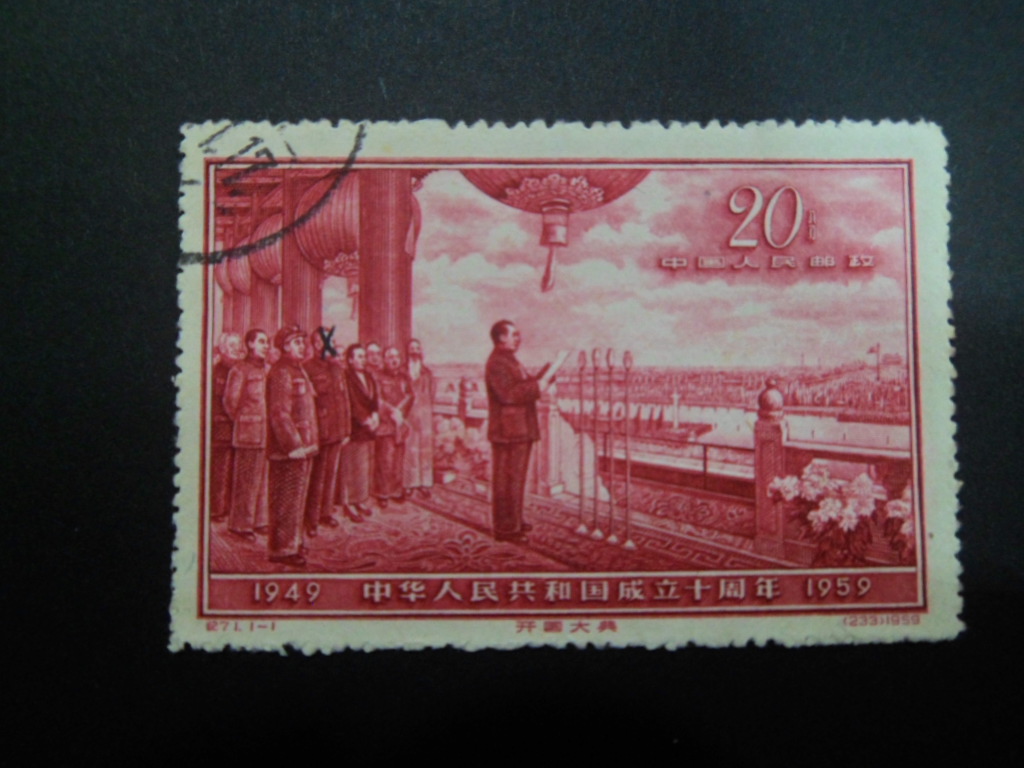 20分
中国人民邮政
1949 中华人民共和国成立十周年 1959
纪71.1-1 开国大典 (233)1959